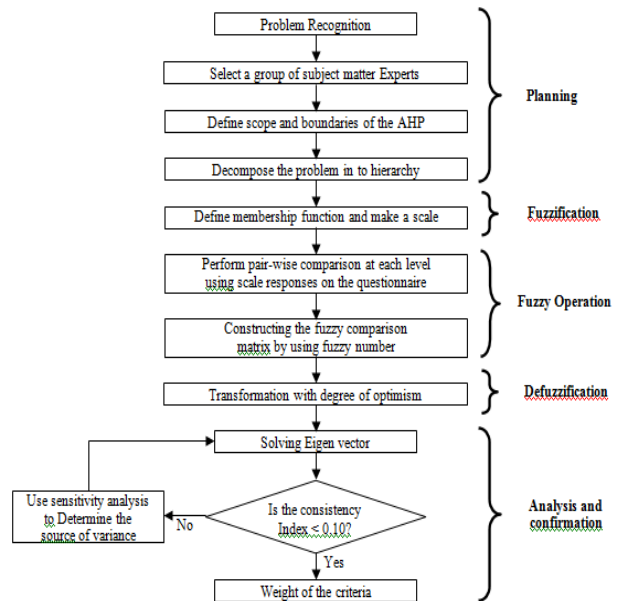 Problem Recognition
Select a group of subject matter Experts
Planning
Define scope and boundaries of the AHP
Decompose the problem in to hierarchy
Define membership function and make a scale
Fuzzification
Perform pair-wise comparison at each level
using scale responses on the questionnaire
Fuzzy Operation
Constructing the fuzzy comparison
matrix by using fuzzy number
Transformation with degree of optimism
Defuzzification
Solving Eigen vector
Use sensitivity analysis
to Determine the
source of variance
No
Is the consistency
Index < 0.10?
Analysis and
confirmation
Yes
Weight of the criteria